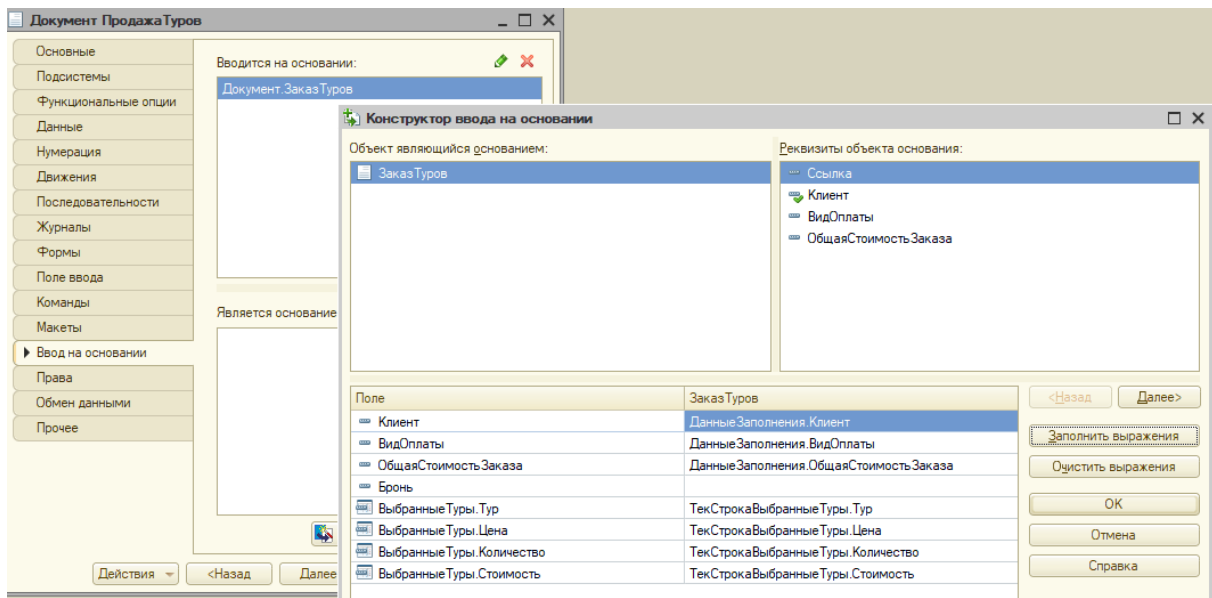 Документ ПродажаТуров
Основные
Подсистемы
Функциональные опции
Данные
Нумерация
Движения
Последовательности
Журналы
Формы
Поле ввода
Команды
Макеты
Ввод на основании
Права
Обмен данными
Прочее
Вводится на основании:
Документ.ЗаказТуров
Является основание
Действия
<Назад
Далее
Конструктор ввода на основании
Объект являющийся основанием:
ЗаказТуров
Реквизиты объекта основания:
Ссылка
Клиент
ВидОплаты
ОбщаяСтоимостьЗаказа
Поле ЗаказТуров
Клиент ДанныеЗаполнения.Клиент
ВидОплаты ДанныеЗаполнения.ВидОплаты
ОбщаяСтоимостьЗаказа ДанныеЗаполнения.ОбщаяСтоимостьЗаказа
Бронь
ВыбранныеТуры.Тур ТекСтрокаВыбранныеТуры.Тур
ВыбранныеТуры.Цена ТекСтрокаВыбранныеТуры.Цена
ВыбранныеТуры.Количество ТекСтрокаВыбранныеТуры.Количество
ВыбранныеТуры.Стоимость ТекСтрокаВыбранныеТуры.Стоимость
<Назад Далее>
Заполнить выражения
Очистить выражения
ОК
Отмена
Справка